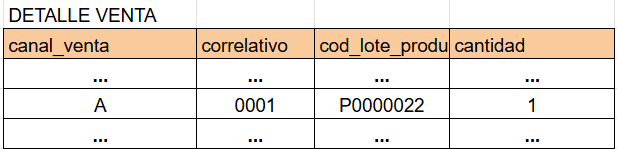 DETALLE VENTA
canal_venta correlativo cod_lote_produ cantidad
... ... ... ...
A 0001 P0000022 1
... ... ... ...